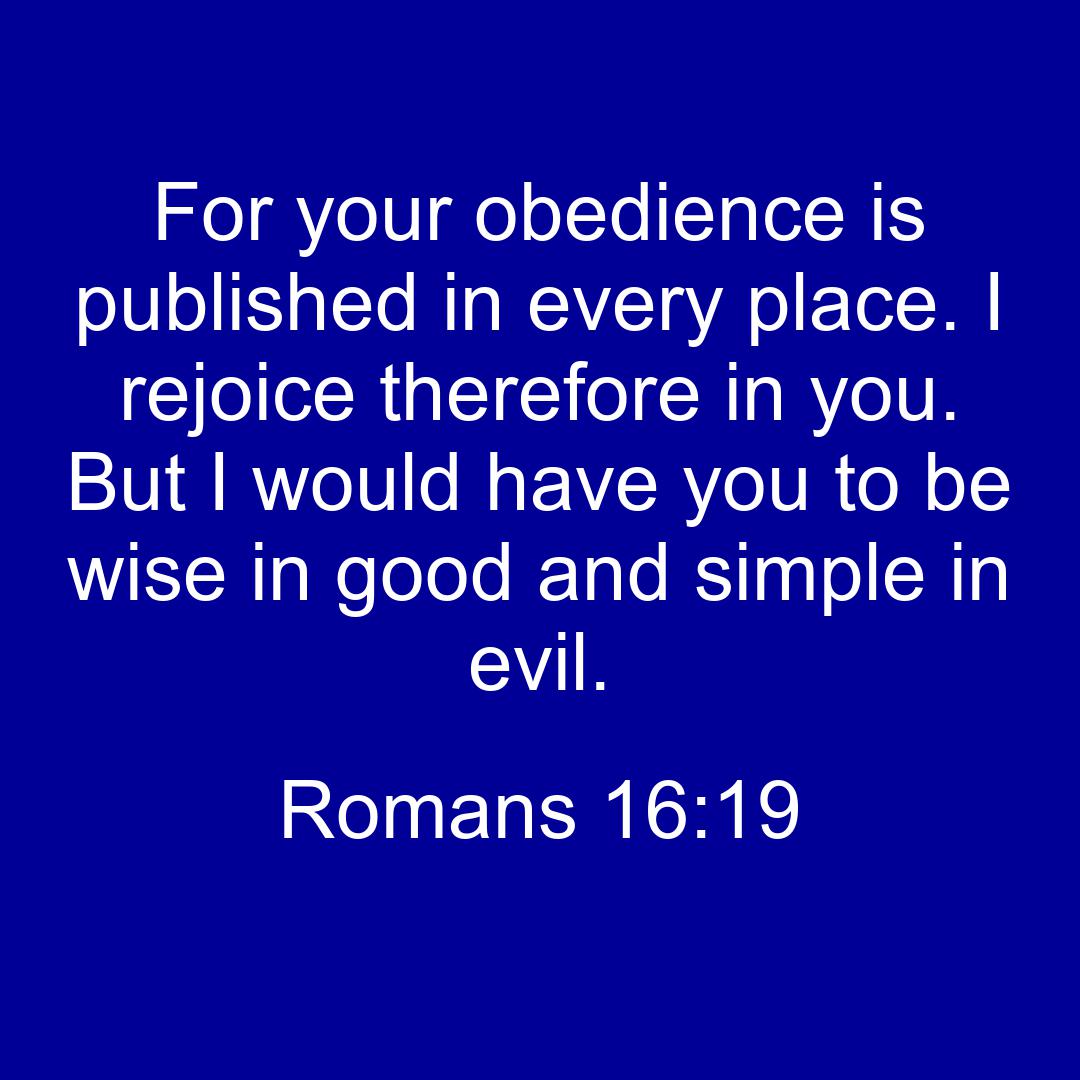 For your obedience is
published in every place. I
rejoice therefore in you.
But I would have you to be
wise in good and simple in
evil.
Romans 16:19